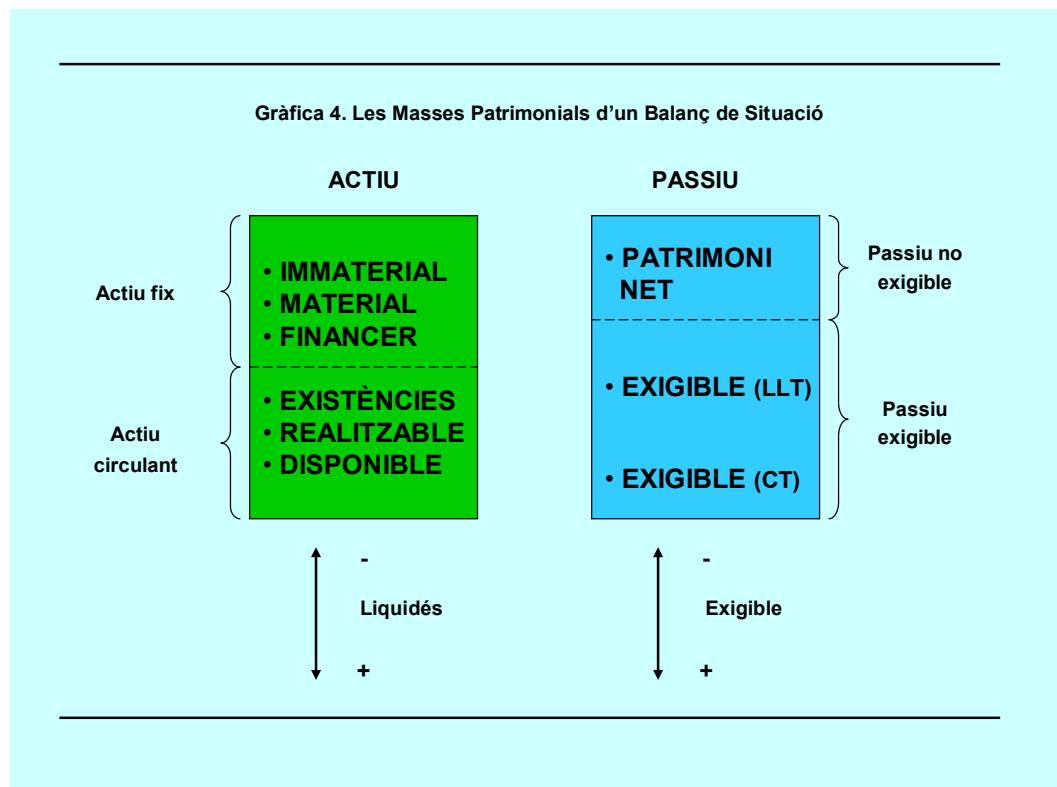 Gràfica 4. Les Masses Patrimonials d’un Balanç de Situació
ACTIU
Actiu fix
• IMMATERIAL
• MATERIAL
• FINANCER
Actiu
circulant
• EXISTÈNCIES
• REALITZABLE
• DISPONIBLE
-
Liquidés
+
PASSIU
• PATRIMONI
NET
Passiu no
exigible
• EXIGIBLE (LLT)
• EXIGIBLE (CT)
Passiu
exigible
-
Exigible
+